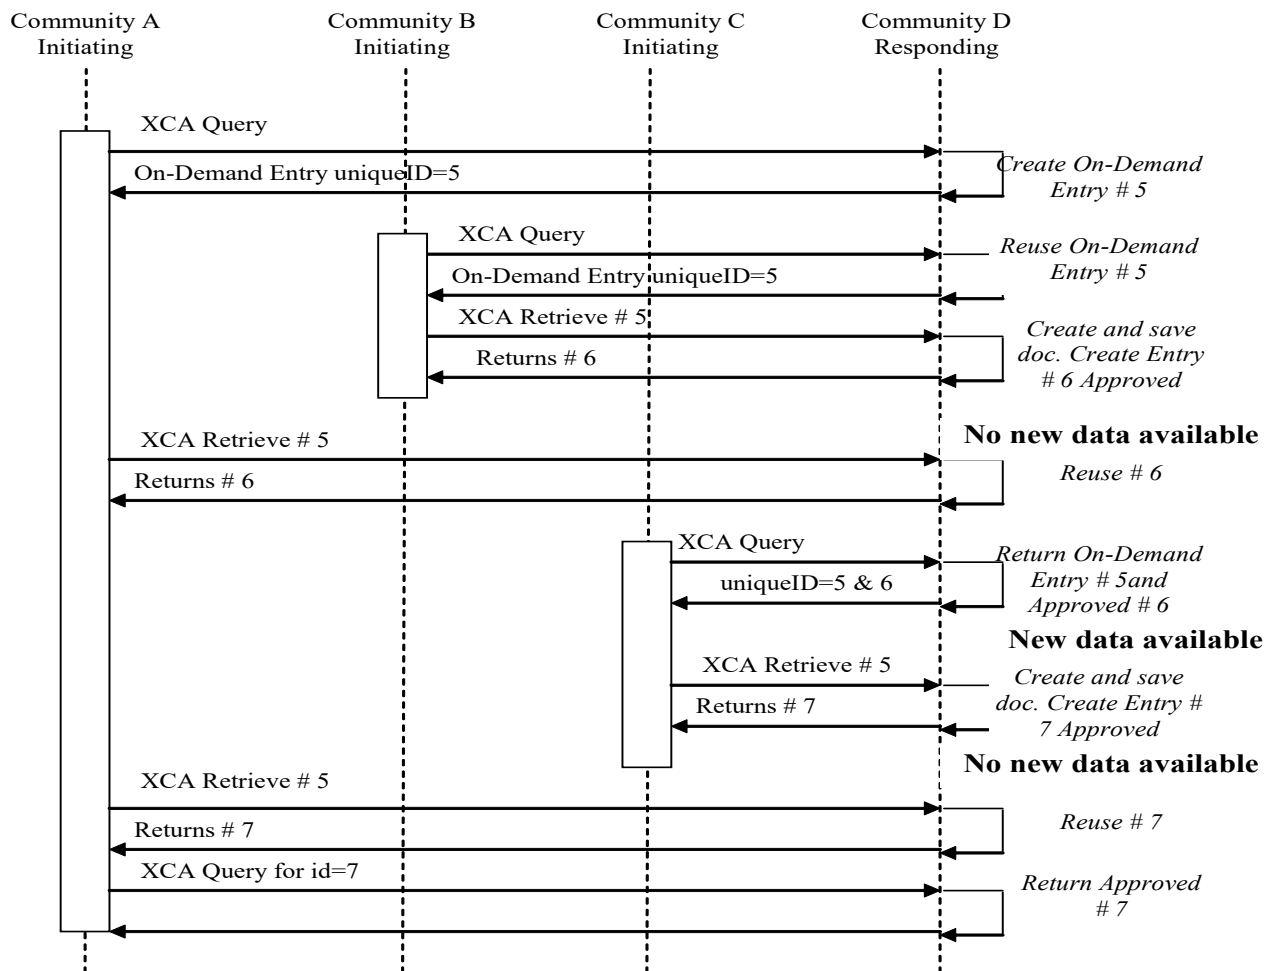 Community A
Initiating
Community B
Initiating
Community C
Initiating
Community D
Responding
XCA Query
On-Demand Entry uniqueID=5
Create On-Demand
Entry # 5
XCA Query
On-Demand Entry uniqueID=5
Reuse On-Demand
Entry # 5
XCA Retrieve # 5
Returns # 6
Create and save
doc. Create Entry
# 6 Approved
No new data available
XCA Retrieve # 5
Returns # 6
Reuse # 6
XCA Query
uniqueID=5 & 6
Return On-Demand
Entry # 5and
Approved # 6
New data available
XCA Retrieve # 5
Returns # 7
Create and save
doc. Create Entry #
7 Approved
No new data available
XCA Retrieve # 5
Returns # 7
Reuse # 7
XCA Query for id=7
Return Approved
# 7